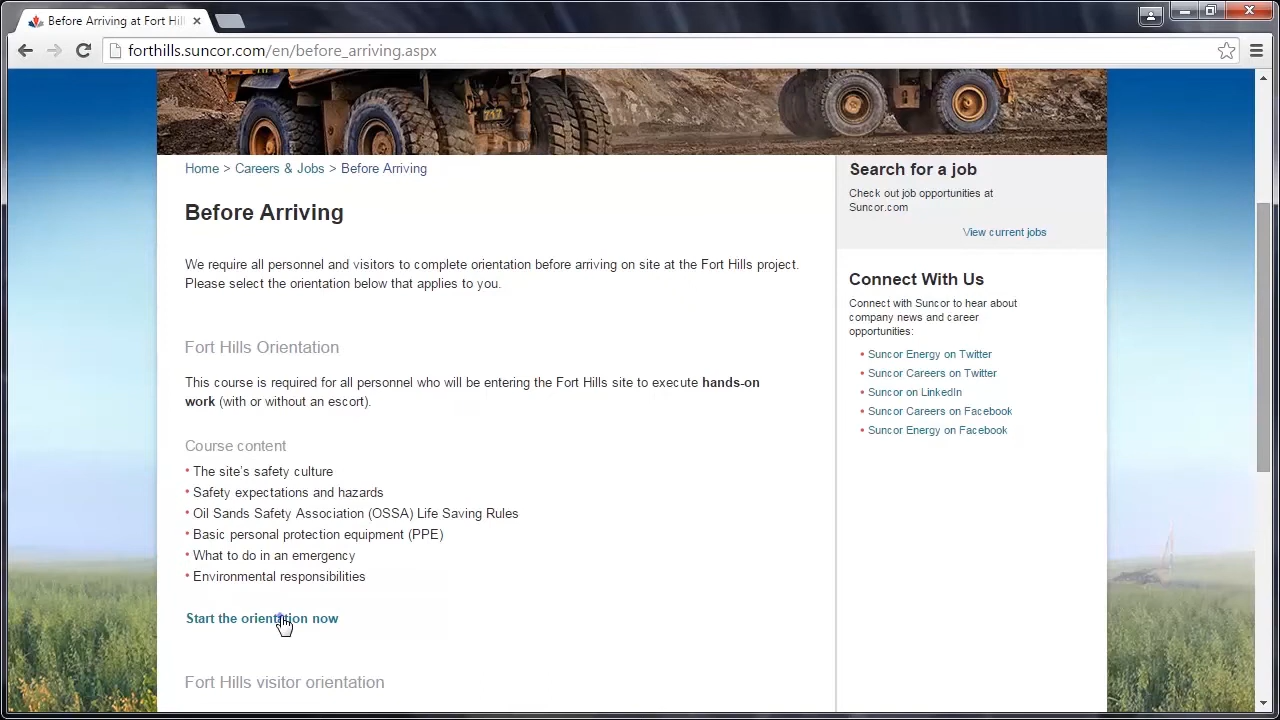 Before Arriving at Fort Hill
forthills.suncor.com/en/before_arriving.aspx
Home > Careers & Jobs > Before Arriving
Before Arriving
We require all personnel and visitors to complete orientation before arriving on site at the Fort Hills project.
Please select the orientation below that applies to you.
Fort Hills Orientation
This course is required for all personnel who will be entering the Fort Hills site to execute hands-on
work (with or without an escort).
Course content
• The site's safety culture
• Safety expectations and hazards
• Oil Sands Safety Association (OSSA) Life Saving Rules
• Basic personal protection equipment (PPE)
• What to do in an emergency
• Environmental responsibilities
Start the orientation now
Fort Hills visitor orientation
Search for a job
Check out job opportunities at
Suncor.com
View current jobs
Connect With Us
Connect with Suncor to hear about
company news and career
opportunities:
• Suncor Energy on Twitter
• Suncor Careers on Twitter
• Suncor on LinkedIn
• Suncor Careers on Facebook
• Suncor Energy on Facebook